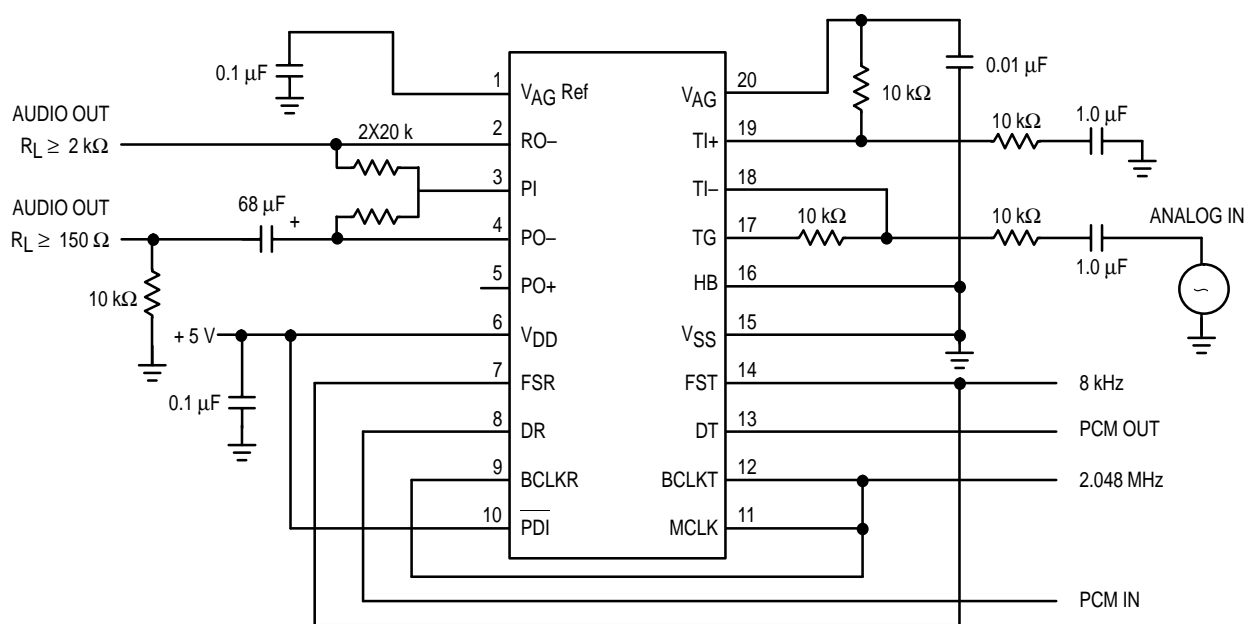 0.1 μF
AUDIO OUT
R_L ≥ 2 kΩ
AUDIO OUT
R_L ≥ 150 Ω
68 μF
+
10 kΩ
2X20 k
+ 5 V
0.1 μF
1 V_AG Ref
2 RO–
3 PI
4 PO–
5 PO+
6 V_DD
7 FSR
8 DR
9 BCLKR
10 PDI
V_AG 20
TI+ 19
TI– 18
TG 17
HB 16
V_SS 15
FST 14
DT 13
BCLKT 12
MCLK 11
10 kΩ
0.01 μF
10 kΩ
1.0 μF
10 kΩ
10 kΩ
1.0 μF
ANALOG IN
~
8 kHz
PCM OUT
2.048 MHz
PCM IN